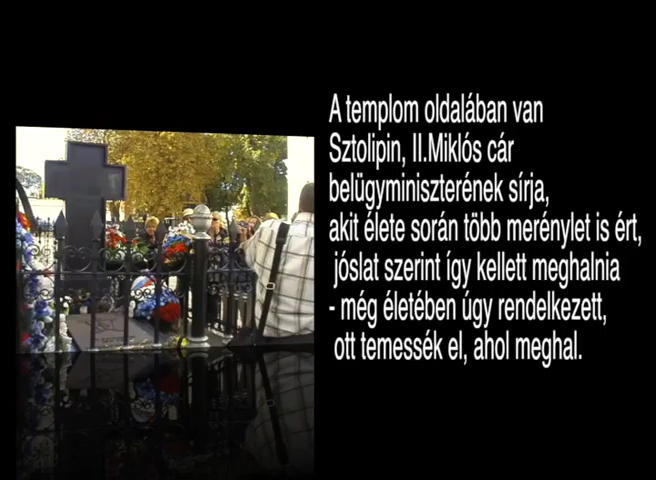 A templom oldalában van
Sztolipin, II.Miklós cár
belügyminiszterének sírja,
akit élete során több merénylet is ért,
jóslat szerint így kellett meghalnia
- még életében úgy rendelkezett,
ott temessék el, ahol meghal.